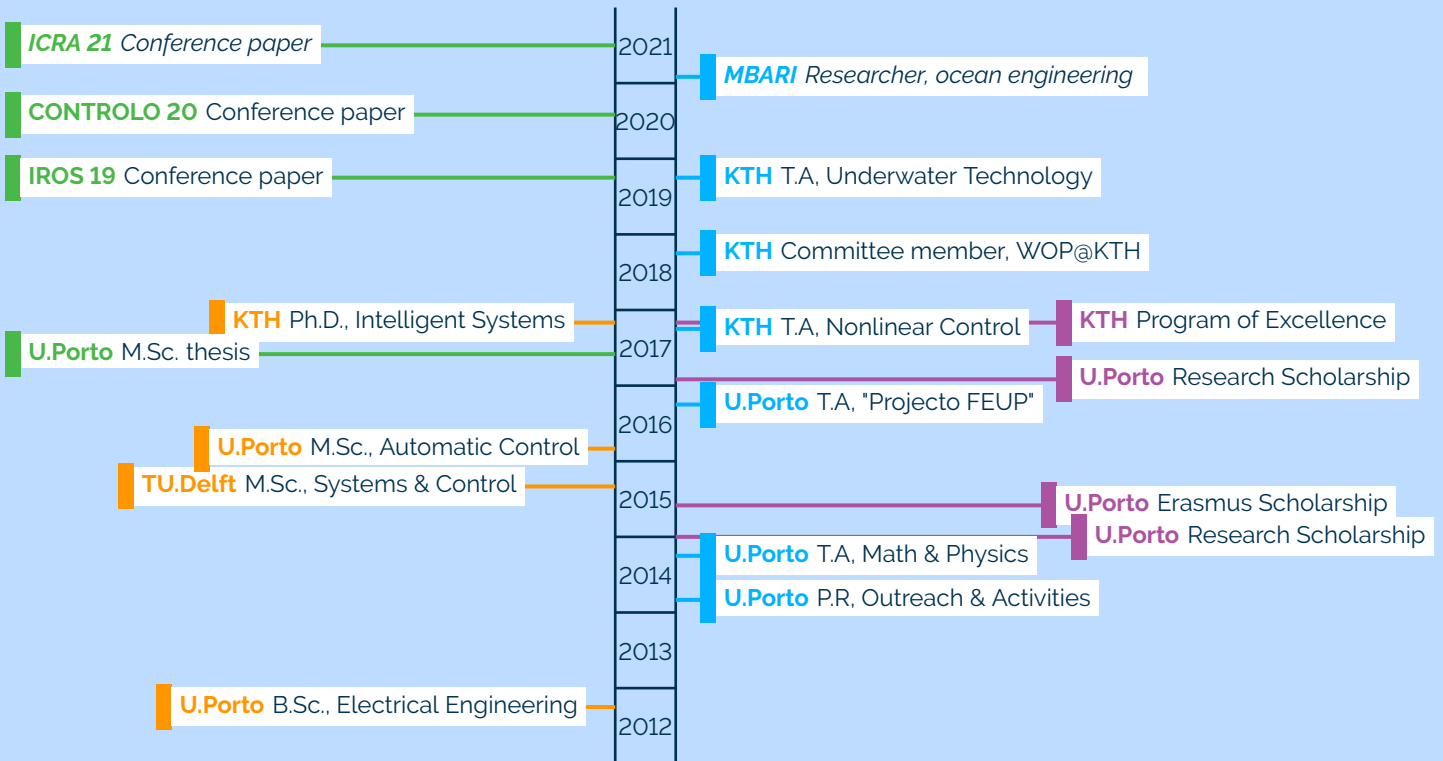 ICRA 21 Conference paper
2021
MBARI Researcher, ocean engineering
CONTROLO 20 Conference paper
2020
IROS 19 Conference paper
KTH T.A, Underwater Technology
2019
KTH Committee member, WOP@KTH
2018
KTH Ph.D., Intelligent Systems
KTH T.A, Nonlinear Control
KTH Program of Excellence
U.Porto M.Sc. thesis
2017
U.Porto Research Scholarship
U.Porto T.A, "Projecto FEUP"
2016
U.Porto M.Sc., Automatic Control
TU.Delft M.Sc., Systems & Control
2015
U.Porto Erasmus Scholarship
U.Porto Research Scholarship
U.Porto T.A, Math & Physics
2014
U.Porto P.R, Outreach & Activities
2013
U.Porto B.Sc., Electrical Engineering
2012